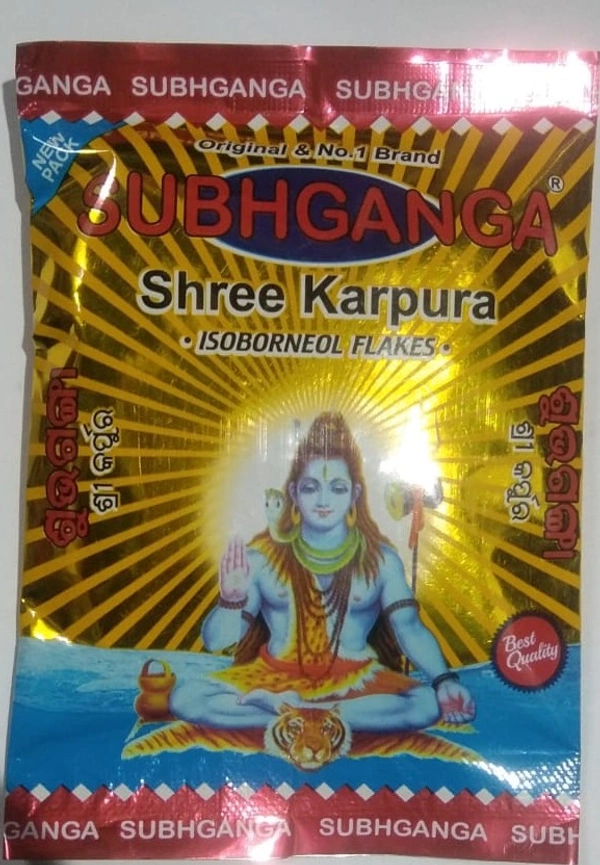 GANGA SUBHGANGA SUBHGA
NEW
PACK
Original & No.1 Brand
SUBHGANGA®
Shree Karpura
• ISOBORNEOL FLAKES •
ଶୁଭଗଙ୍ଗା
ଶ୍ରୀ କର୍ପୁର
ଶ୍ରୀ କର୍ପୁର
ଶୁଭଗଙ୍ଗା
Best
Quality
GANGA SUBHGANGA SUBHGANGA SUBH